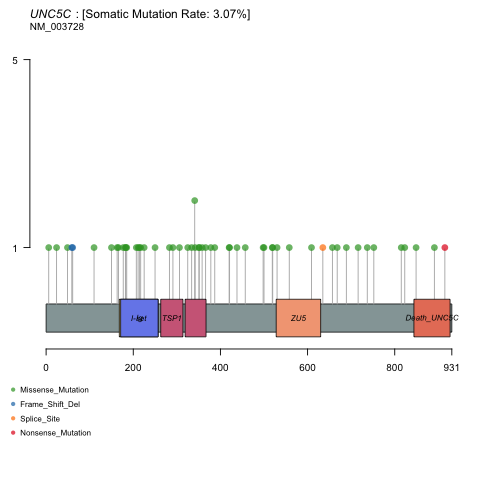 UNC5C : [Somatic Mutation Rate: 3.07%]
NM_003728
5
1
TSP1
ZU5
Death_UNC5C
0
200
400
600
800
931
Missense_Mutation
Frame_Shift_Del
Splice_Site
Nonsense_Mutation